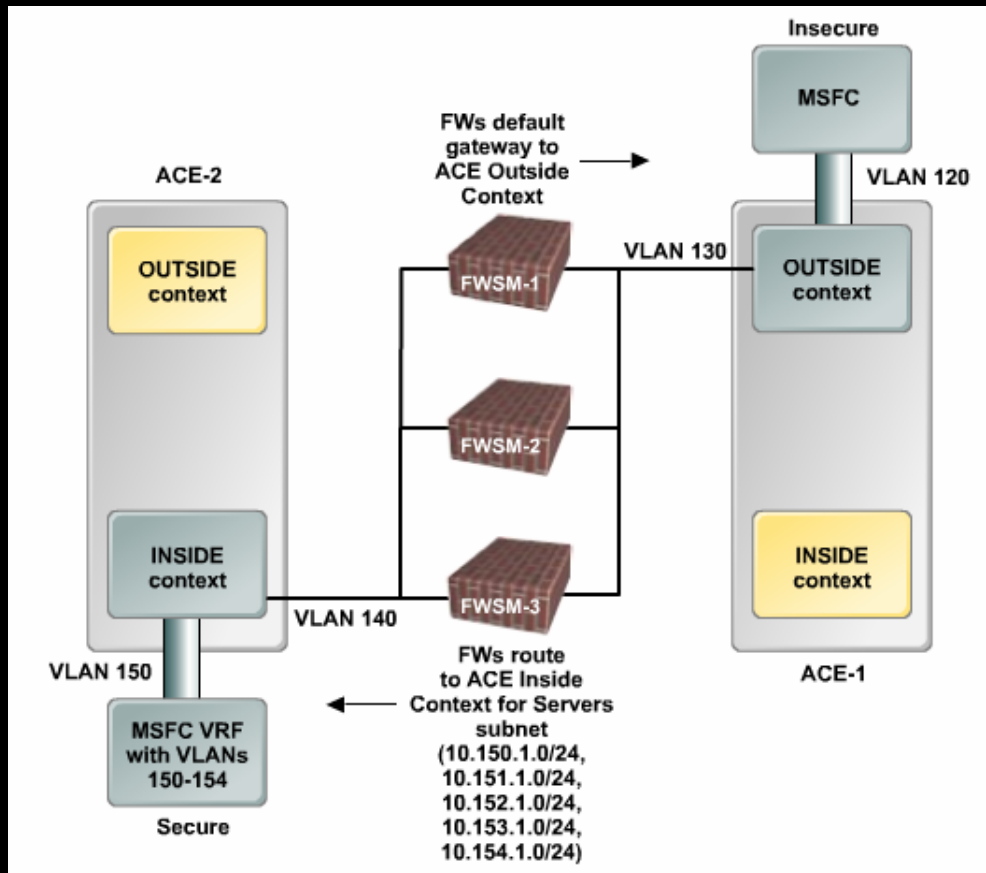 Insecure
MSFC
VLAN 120
FWs default
gateway to
ACE Outside
Context
ACE-2
OUTSIDE
context
FWSM-1
VLAN 130
OUTSIDE
context
FWSM-2
INSIDE
context
VLAN 140
FWSM-3
INSIDE
context
ACE-1
VLAN 150
MSFC VRF
with VLANs
150-154
Secure
FWs route
to ACE Inside
Context for Servers
subnet
(10.150.1.0/24,
10.151.1.0/24,
10.152.1.0/24,
10.153.1.0/24,
10.154.1.0/24)